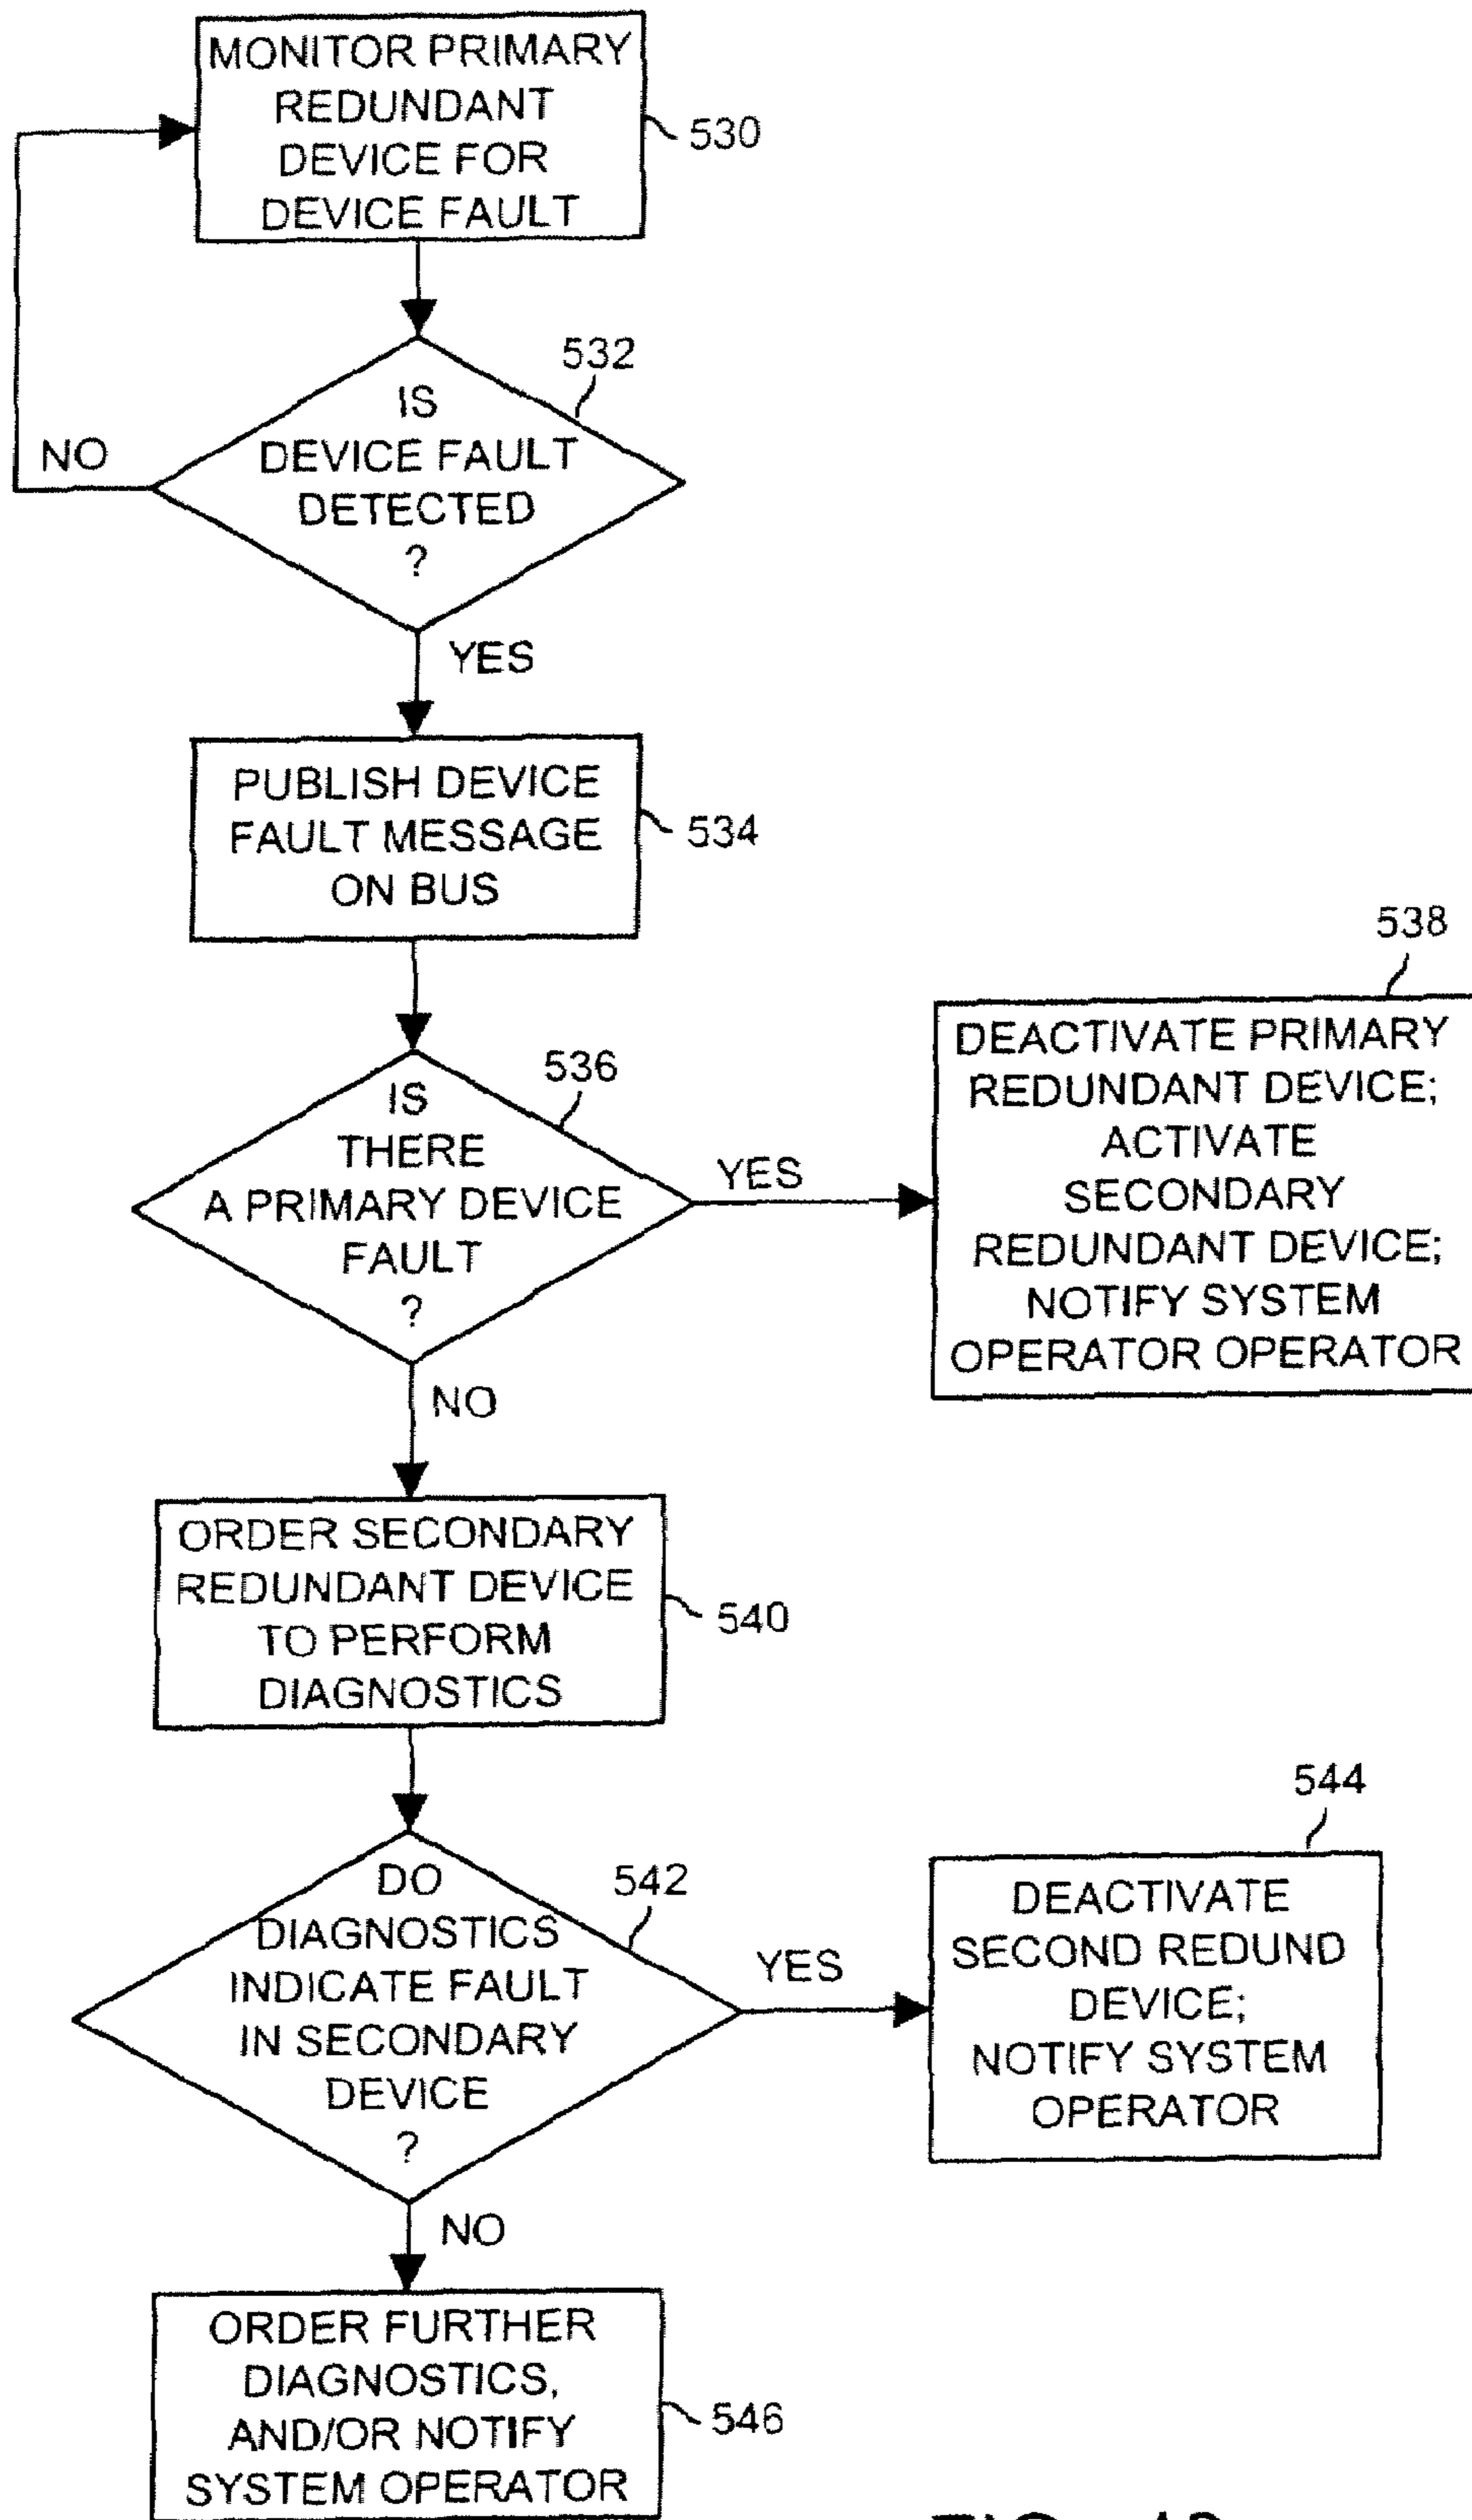 MONITOR PRIMARY
REDUNDANT
DEVICE FOR
DEVICE FAULT
530
532
IS
DEVICE FAULT
DETECTED
?
NO
YES
PUBLISH DEVICE
FAULT MESSAGE
ON BUS
534
536
IS
THERE
A PRIMARY DEVICE
FAULT
?
YES
538
DEACTIVATE PRIMARY
REDUNDANT DEVICE;
ACTIVATE
SECONDARY
REDUNDANT DEVICE;
NOTIFY SYSTEM
OPERATOR OPERATOR
NO
ORDER SECONDARY
REDUNDANT DEVICE
TO PERFORM
DIAGNOSTICS
540
542
DO
DIAGNOSTICS
INDICATE FAULT
IN SECONDARY
DEVICE
?
YES
544
DEACTIVATE
SECOND REDUND
DEVICE;
NOTIFY SYSTEM
OPERATOR
NO
ORDER FURTHER
DIAGNOSTICS,
AND/OR NOTIFY
SYSTEM OPERATOR
546